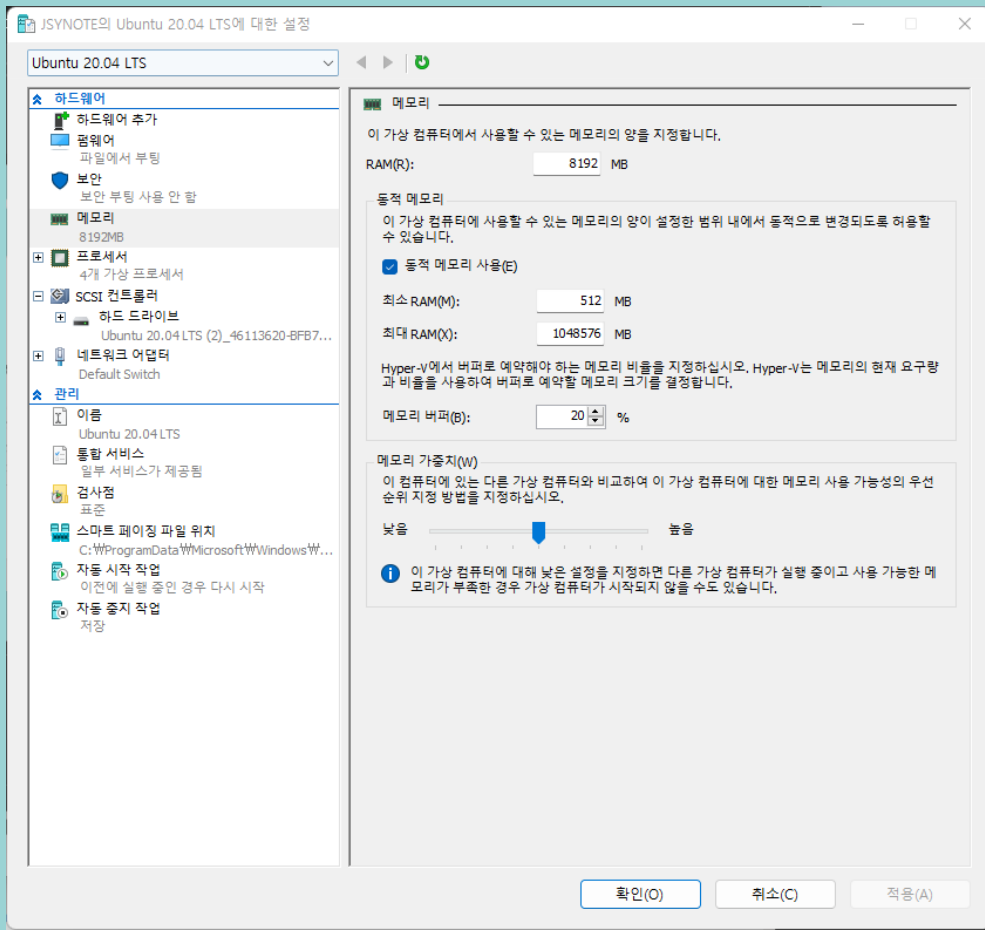 JSYNOTE의 Ubuntu 20.04 LTS에 대한 설정
Ubuntu 20.04 LTS
하드웨어
하드웨어 추가
펌웨어
파일에서 부팅
보안
보안 부팅 사용 안 함
메모리
8192MB
프로세서
4개 가상 프로세서
SCSI 컨트롤러
하드 드라이브
Ubuntu 20.04 LTS (2)_46113620-BFB7...
네트워크 어댑터
Default Switch
관리
이름
Ubuntu 20.04 LTS
통합 서비스
일부 서비스가 제공됨
검사점
표준
스마트 페이징 파일 위치
C:₩ProgramData₩Microsoft₩Windows₩...
자동 시작 작업
이전에 실행 중인 경우 다시 시작
자동 중지 작업
저장
메모리
이 가상 컴퓨터에서 사용할 수 있는 메모리의 양을 지정합니다.
RAM(R): 8192 MB
동적 메모리
이 가상 컴퓨터에 사용할 수 있는 메모리의 양이 설정한 범위 내에서 동적으로 변경되도록 허용할
수 있습니다.
동적 메모리 사용(E)
최소 RAM(M): 512 MB
최대 RAM(X): 1048576 MB
Hyper-V에서 버퍼로 예약해야 하는 메모리 비율을 지정하십시오. Hyper-V는 메모리의 현재 요구량
과 비율을 사용하여 버퍼로 예약할 메모리 크기를 결정합니다.
메모리 버퍼(B): 20 %
메모리 가중치(W)
이 컴퓨터에 있는 다른 가상 컴퓨터와 비교하여 이 가상 컴퓨터에 대한 메모리 사용 가능성의 우선
순위 지정 방법을 지정하십시오.
낮음 높음
이 가상 컴퓨터에 대해 낮은 설정을 지정하면 다른 가상 컴퓨터가 실행 중이고 사용 가능한 메
모리가 부족한 경우 가상 컴퓨터가 시작되지 않을 수도 있습니다.
확인(O) 취소(C) 적용(A)